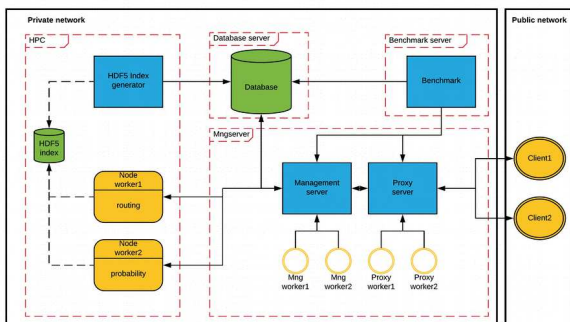 Private network
Public network
HPC
Database server
Benchmark server
HDF5 Index
generator
Database
Benchmark
HDF5
index
Mngserver
Node
worker1
routing
Management
server
Proxy
server
Client1
Client2
Node
worker2
probability
Mng
worker1
Mng
worker2
Proxy
worker1
Proxy
worker2